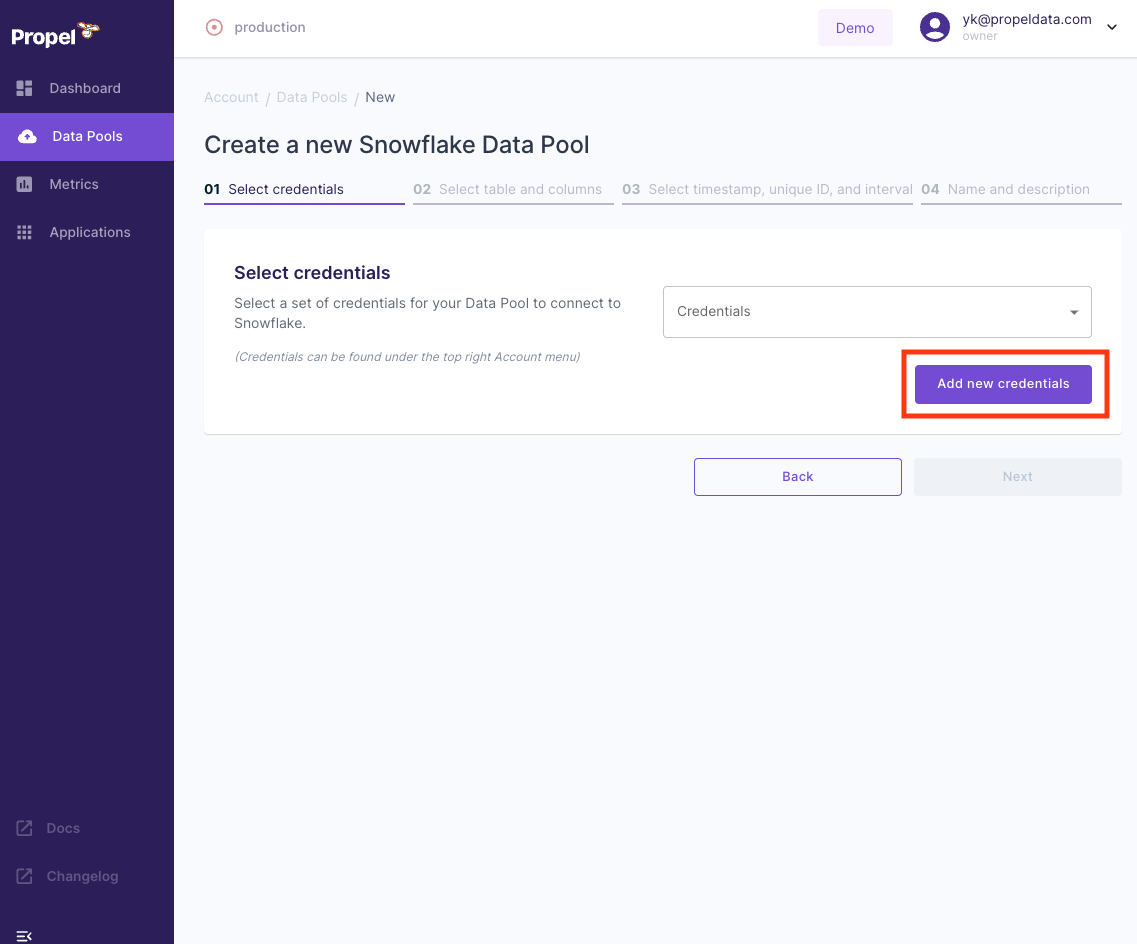 Propel
production
Demo
yk@propeldata.com
owner
Dashboard
Data Pools
Metrics
Applications
Account / Data Pools / New
Create a new Snowflake Data Pool
01 Select credentials
02 Select table and columns
03 Select timestamp, unique ID, and interval
04 Name and description
Select credentials
Select a set of credentials for your Data Pool to connect to
Snowflake.
(Credentials can be found under the top right Account menu)
Credentials
Add new credentials
Back
Next
Docs
Changelog